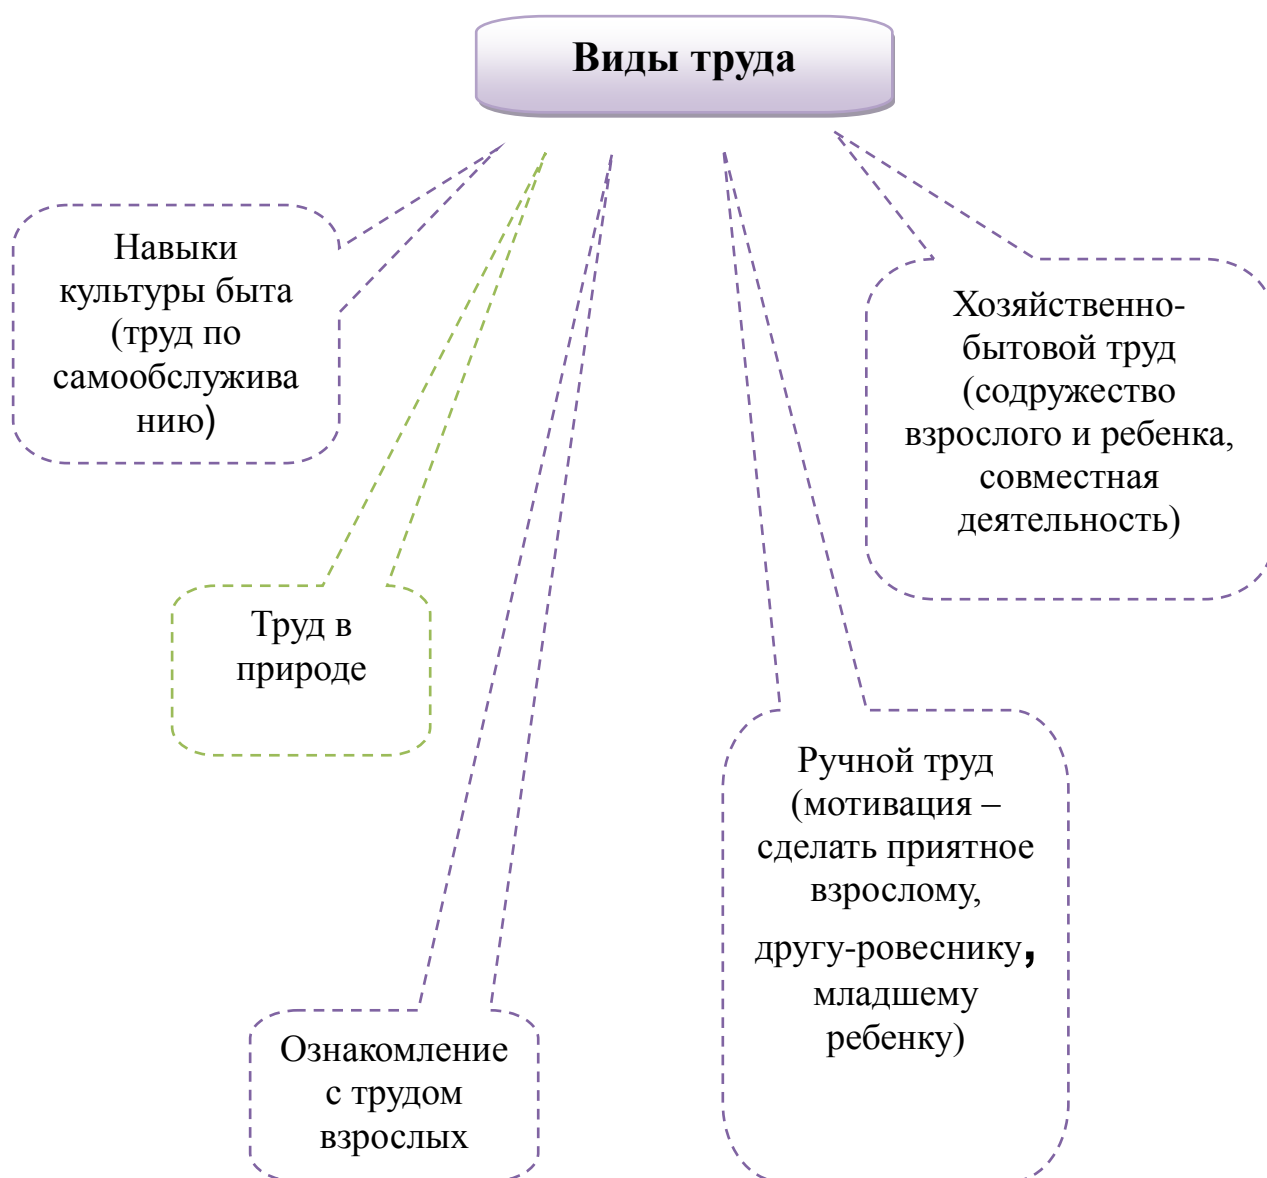 Виды труда
Навыки
культуры быта
(труд по
самообслужива
нию)
Хозяйственно-
бытовой труд
(содружество
взрослого и ребенка,
совместная
деятельность)
Труд в
природе
Ручной труд
(мотивация –
сделать приятное
взрослому,
другу-ровеснику,
младшему
ребенку)
Ознакомление
с трудом
взрослых